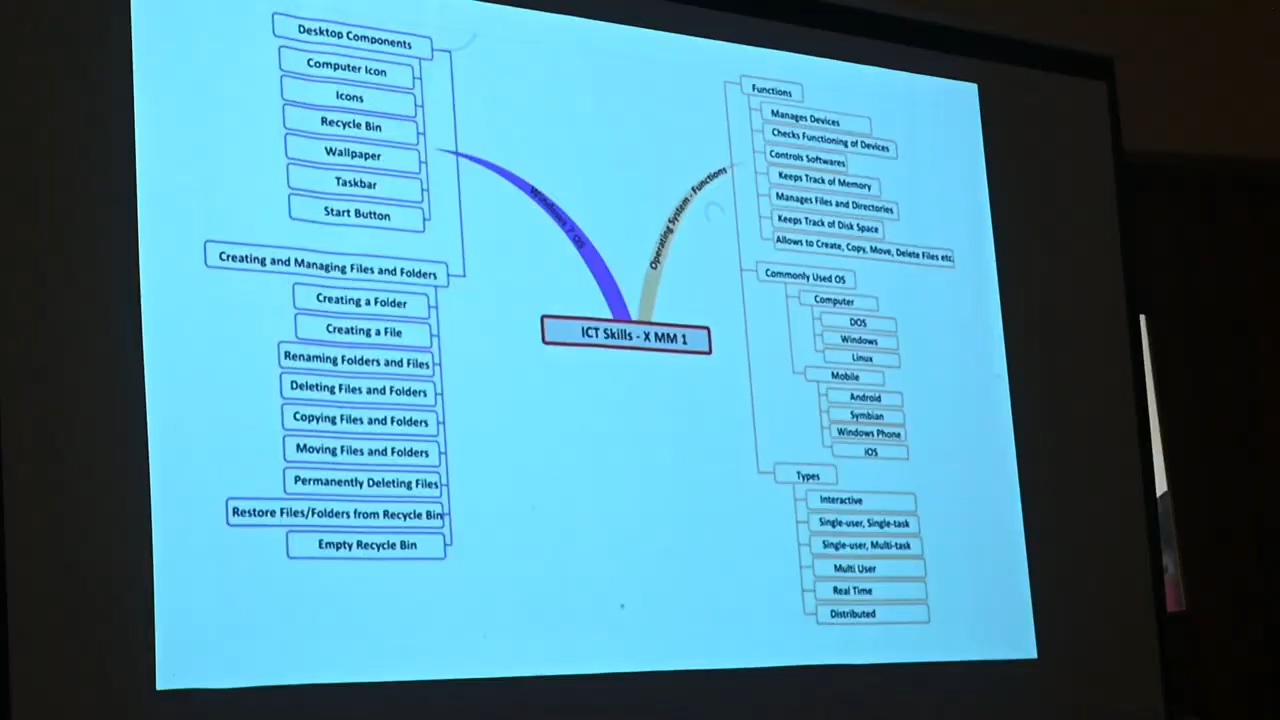 Desktop Components
Computer Icon
Icons
Recycle Bin
Wallpaper
Taskbar
Start Button
Creating and Managing Files and Folders
Creating a Folder
Creating a File
Renaming Folders and Files
Deleting Files and Folders
Copying Files and Folders
Moving Files and Folders
Permanently Deleting Files
Restore Files/Folders from Recycle Bin
Empty Recycle Bin
Windows 7 OS
ICT Skills - X MM 1
Operating System - Functions
Functions
Manages Devices
Checks Functioning of Devices
Controls Softwares
Keeps Track of Memory
Manages Files and Directories
Keeps Track of Disk Space
Allows to Create, Copy, Move, Delete Files etc.
Commonly Used OS
Computer
DOS
Windows
Linux
Mobile
Android
Symbian
Windows Phone
iOS
Types
Interactive
Single-user, Single-task
Single-user, Multi-task
Multi User
Real Time
Distributed